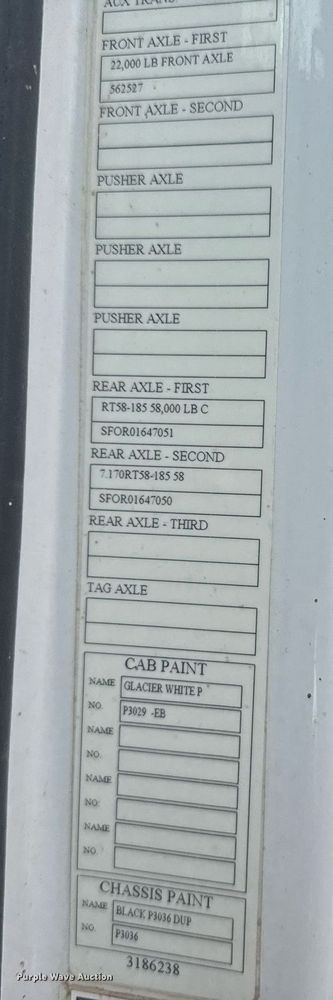 AUX TRANS.
FRONT AXLE - FIRST
22,000 LB FRONT AXLE
562527
FRONT AXLE - SECOND
PUSHER AXLE
PUSHER AXLE
PUSHER AXLE
REAR AXLE - FIRST
RT58-185 58,000 LB C
SFOR01647051
REAR AXLE - SECOND
7.170RT58-185 58
SFOR01647050
REAR AXLE - THIRD
TAG AXLE
CAB PAINT
NAME GLACIER WHITE P
NO. P3029 -EB
NAME
NO.
NAME
NO.
NAME
NO.
CHASSIS PAINT
NAME BLACK P3036 DUP
NO. P3036
3186238
Purple Wave Auction